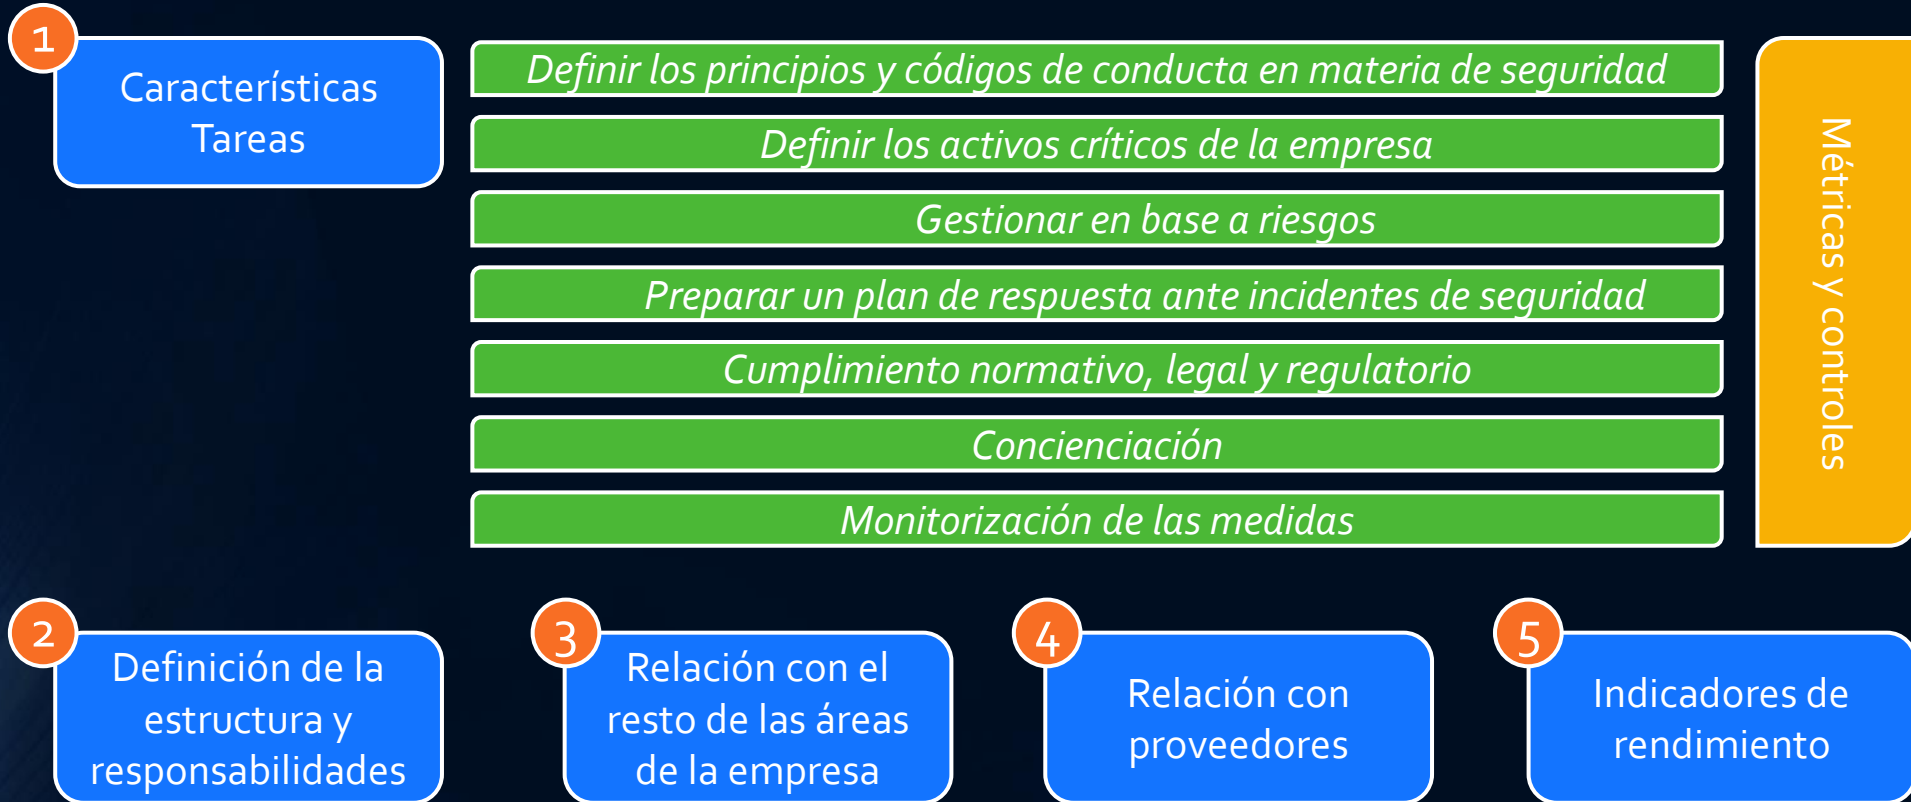 1
Características
Tareas
Definir los principios y códigos de conducta en materia de seguridad
Definir los activos críticos de la empresa
Gestionar en base a riesgos
Preparar un plan de respuesta ante incidentes de seguridad
Cumplimiento normativo, legal y regulatorio
Concienciación
Monitorización de las medidas
Métricas y controles
2
Definición de la
estructura y
responsabilidades
3
Relación con el
resto de las áreas
de la empresa
4
Relación con
proveedores
5
Indicadores de
rendimiento